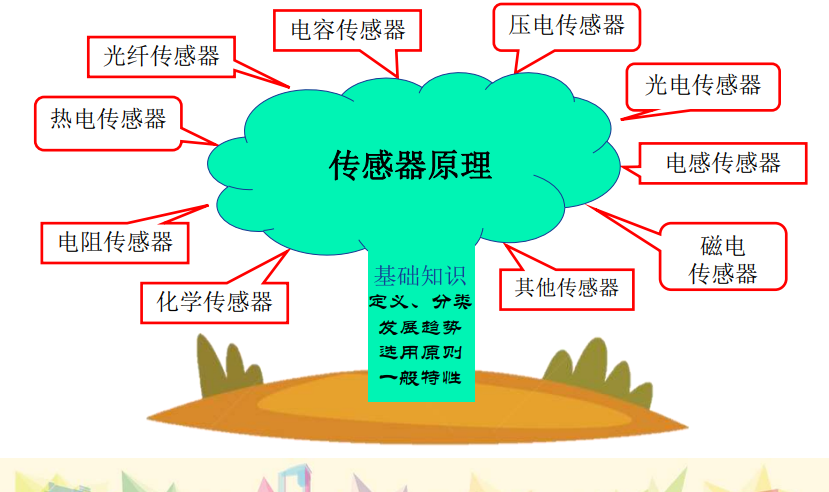 电容传感器
压电传感器
光纤传感器
光电传感器
热电传感器
传感器原理
电感传感器
电阻传感器
磁电
传感器
化学传感器
其他传感器
基础知识
定义、分类
发展趋势
选用原则
一般特性